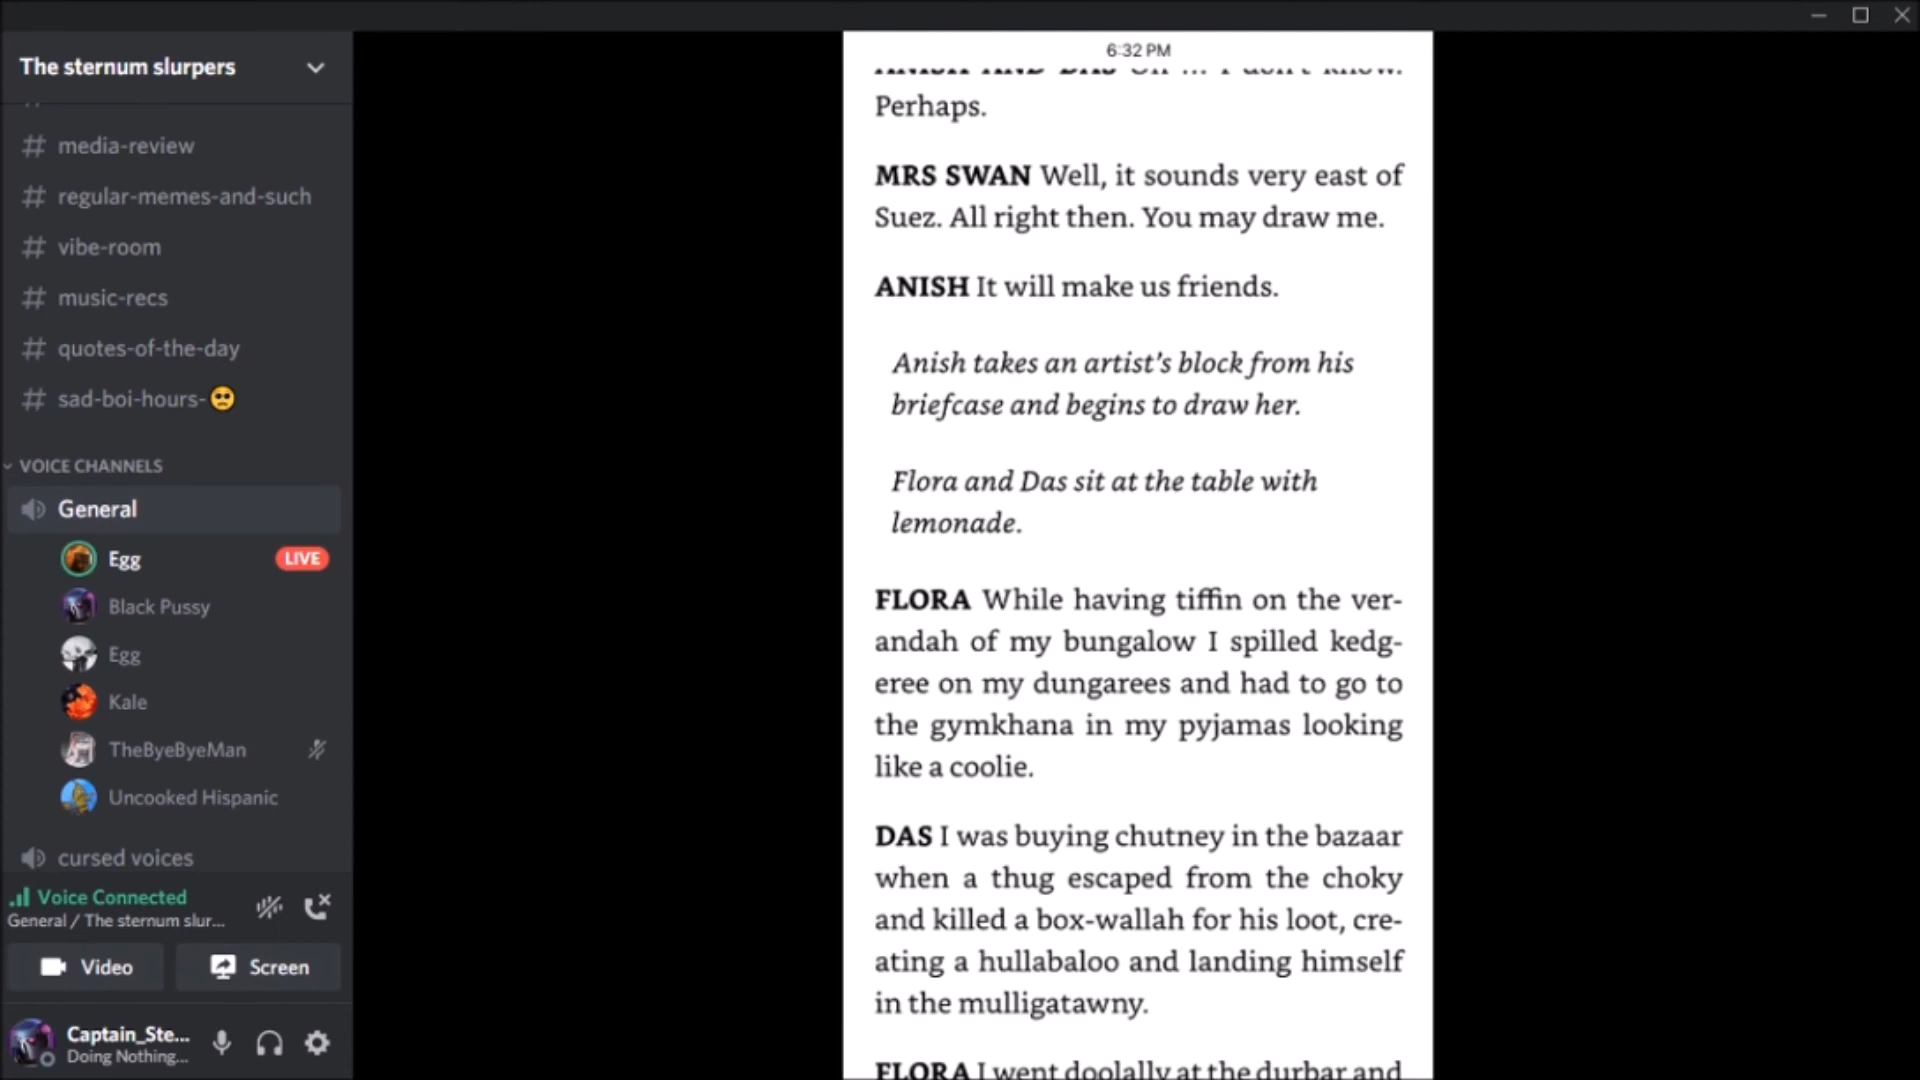 The sternum slurpers
# media-review
# regular-memes-and-such
# vibe-room
# music-recs
# quotes-of-the-day
# sad-boi-hours-🥺
VOICE CHANNELS
General
Egg LIVE
Black Pussy
Egg
Kale
TheByeByeMan
Uncooked Hispanic
cursed voices
Voice Connected
General / The sternum slur...
Video Screen
Captain_Ste...
Doing Nothing...
6:32 PM
ANISH AND DAS Oh ... I don't know.
Perhaps.
MRS SWAN Well, it sounds very east of
Suez. All right then. You may draw me.
ANISH It will make us friends.
Anish takes an artist's block from his
briefcase and begins to draw her.
Flora and Das sit at the table with
lemonade.
FLORA While having tiffin on the ver-
andah of my bungalow I spilled kedg-
eree on my dungarees and had to go to
the gymkhana in my pyjamas looking
like a coolie.
DAS I was buying chutney in the bazaar
when a thug escaped from the choky
and killed a box-wallah for his loot, cre-
ating a hullabaloo and landing himself
in the mulligatawny.
FLORA I went doolally at the durbar and